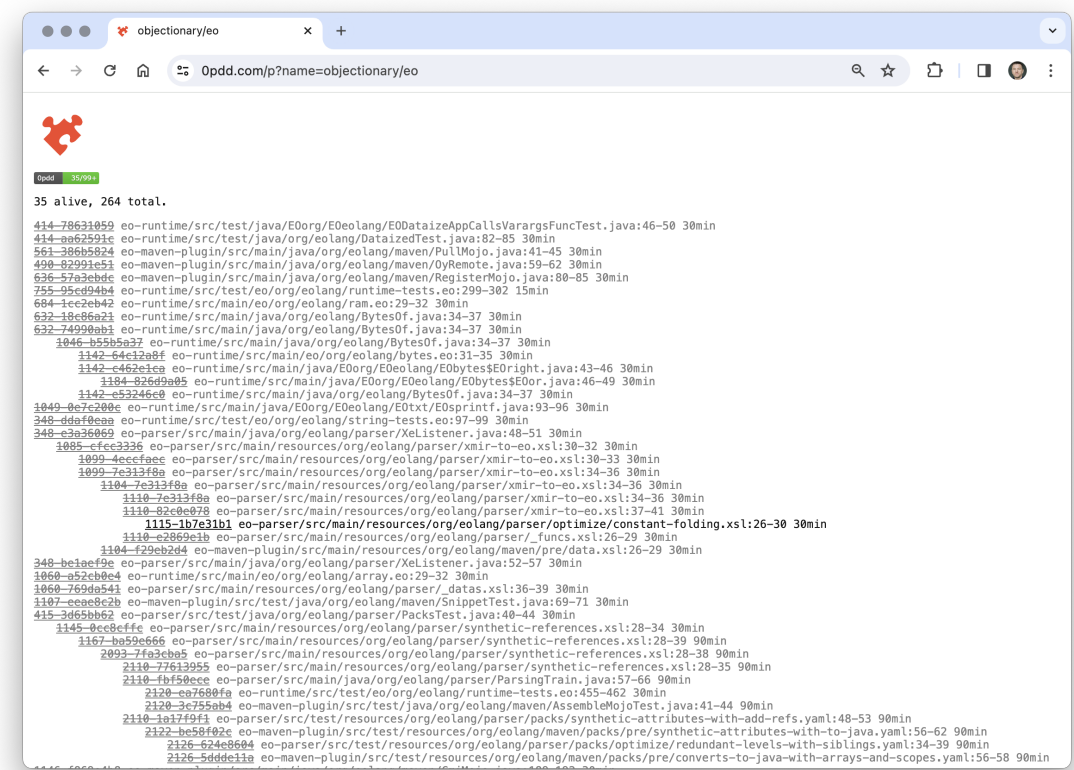 objectionary/eo
0pdd.com/p?name=objectionary/eo
0pdd 35/99+
35 alive, 264 total.
414-78631059 eo-runtime/src/test/java/EOorg/EOeolang/EODataizeAppCallsVarargsFuncTest.java:46-50 30min
414-aa62591c eo-runtime/src/test/java/org/eolang/DataizedTest.java:82-85 30min
561-386b5824 eo-maven-plugin/src/main/java/org/eolang/maven/PullMojo.java:41-45 30min
490-82991e51 eo-maven-plugin/src/main/java/org/eolang/maven/OyRemote.java:59-62 30min
636-57a3ebdc eo-maven-plugin/src/main/java/org/eolang/maven/RegisterMojo.java:80-85 30min
755-95cd94b4 eo-runtime/src/test/eo/org/eolang/runtime-tests.eo:299-302 15min
684-1cc2eb42 eo-runtime/src/main/eo/org/eolang/ram.eo:29-32 30min
632-18c86a21 eo-runtime/src/main/java/org/eolang/BytesOf.java:34-37 30min
632-74990ab1 eo-runtime/src/main/java/org/eolang/BytesOf.java:34-37 30min
1046-b55b5a37 eo-runtime/src/main/java/org/eolang/BytesOf.java:34-37 30min
1142-64c12a8f eo-runtime/src/main/eo/org/eolang/bytes.eo:31-35 30min
1142-c462e1ca eo-runtime/src/main/java/EOorg/EOeolang/EObytes$EOright.java:43-46 30min
1184-826d9a05 eo-runtime/src/main/java/EOorg/EOeolang/EObytes$EOor.java:46-49 30min
1142-e53246c0 eo-runtime/src/main/java/org/eolang/BytesOf.java:34-37 30min
1049-0e7c200c eo-runtime/src/main/java/EOorg/EOeolang/EOtxt/EOsprintf.java:93-96 30min
348-ddaf0eaa eo-runtime/src/test/eo/org/eolang/string-tests.eo:97-99 30min
348-e3a36069 eo-parser/src/main/java/org/eolang/parser/XeListener.java:48-51 30min
1085-cfcc3336 eo-parser/src/main/resources/org/eolang/parser/xmir-to-eo.xsl:30-32 30min
1099-4eccfaec eo-parser/src/main/resources/org/eolang/parser/xmir-to-eo.xsl:30-33 30min
1099-7e313f8a eo-parser/src/main/resources/org/eolang/parser/xmir-to-eo.xsl:34-36 30min
1104-7e313f8a eo-parser/src/main/resources/org/eolang/parser/xmir-to-eo.xsl:34-36 30min
1110-7e313f8a eo-parser/src/main/resources/org/eolang/parser/xmir-to-eo.xsl:34-36 30min
1110-82c0e078 eo-parser/src/main/resources/org/eolang/parser/xmir-to-eo.xsl:37-41 30min
1115-1b7e31b1 eo-parser/src/main/resources/org/eolang/parser/optimize/constant-folding.xsl:26-30 30min
1110-e2869e1b eo-parser/src/main/resources/org/eolang/parser/_funcs.xsl:26-29 30min
1104-f29eb2d4 eo-maven-plugin/src/main/resources/org/eolang/maven/pre/data.xsl:26-29 30min
348-be1aef9e eo-parser/src/main/java/org/eolang/parser/XeListener.java:52-57 30min
1060-a52cb0e4 eo-runtime/src/main/eo/org/eolang/array.eo:29-32 30min
1060-769da541 eo-parser/src/main/resources/org/eolang/parser/_datas.xsl:36-39 30min
1107-eeae8c2b eo-maven-plugin/src/test/java/org/eolang/maven/SnippetTest.java:69-71 30min
415-3d65bb62 eo-parser/src/test/java/org/eolang/parser/PacksTest.java:40-44 30min
1145-0cc8cffc eo-parser/src/main/resources/org/eolang/parser/synthetic-references.xsl:28-34 30min
1167-ba59e666 eo-parser/src/main/resources/org/eolang/parser/synthetic-references.xsl:28-39 90min
2093-7fa3cba5 eo-parser/src/main/resources/org/eolang/parser/synthetic-references.xsl:28-38 90min
2110-77613955 eo-parser/src/main/resources/org/eolang/parser/synthetic-references.xsl:28-35 90min
2110-fbf50ece eo-parser/src/main/java/org/eolang/parser/ParsingTrain.java:57-66 90min
2120-ea7680fa eo-runtime/src/test/eo/org/eolang/runtime-tests.eo:455-462 30min
2120-3c755ab4 eo-maven-plugin/src/test/java/org/eolang/maven/AssembleMojoTest.java:41-44 90min
2110-1a17f9f1 eo-parser/src/test/resources/org/eolang/parser/packs/synthetic-attributes-with-add-refs.yaml:48-53 90min
2122-be58f02c eo-maven-plugin/src/test/resources/org/eolang/maven/packs/pre/synthetic-attributes-with-to-java.yaml:56-62 90min
2126-624e8604 eo-parser/src/test/resources/org/eolang/parser/packs/optimize/redundant-levels-with-siblings.yaml:34-39 90min
2126-5ddde11a eo-maven-plugin/src/test/resources/org/eolang/maven/packs/pre/converts-to-java-with-arrays-and-scopes.yaml:56-58 90min